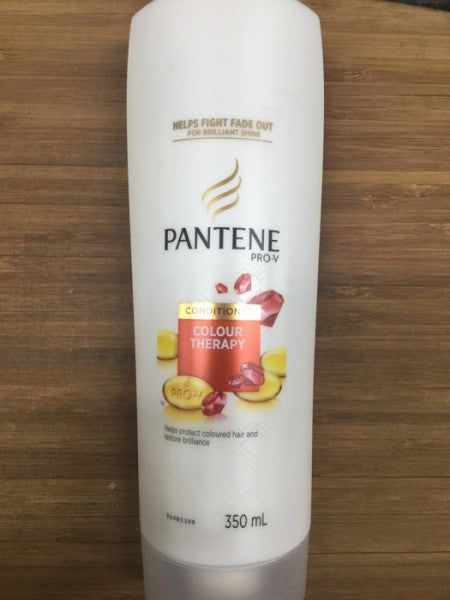 HELPS FIGHT FADE OUT
FOR BRILLIANT SHINE
PANTENE
PRO-V
CONDITION
COLOUR
THERAPY
PRO-V
Helps protect coloured hair and
restore brilliance
350 mL